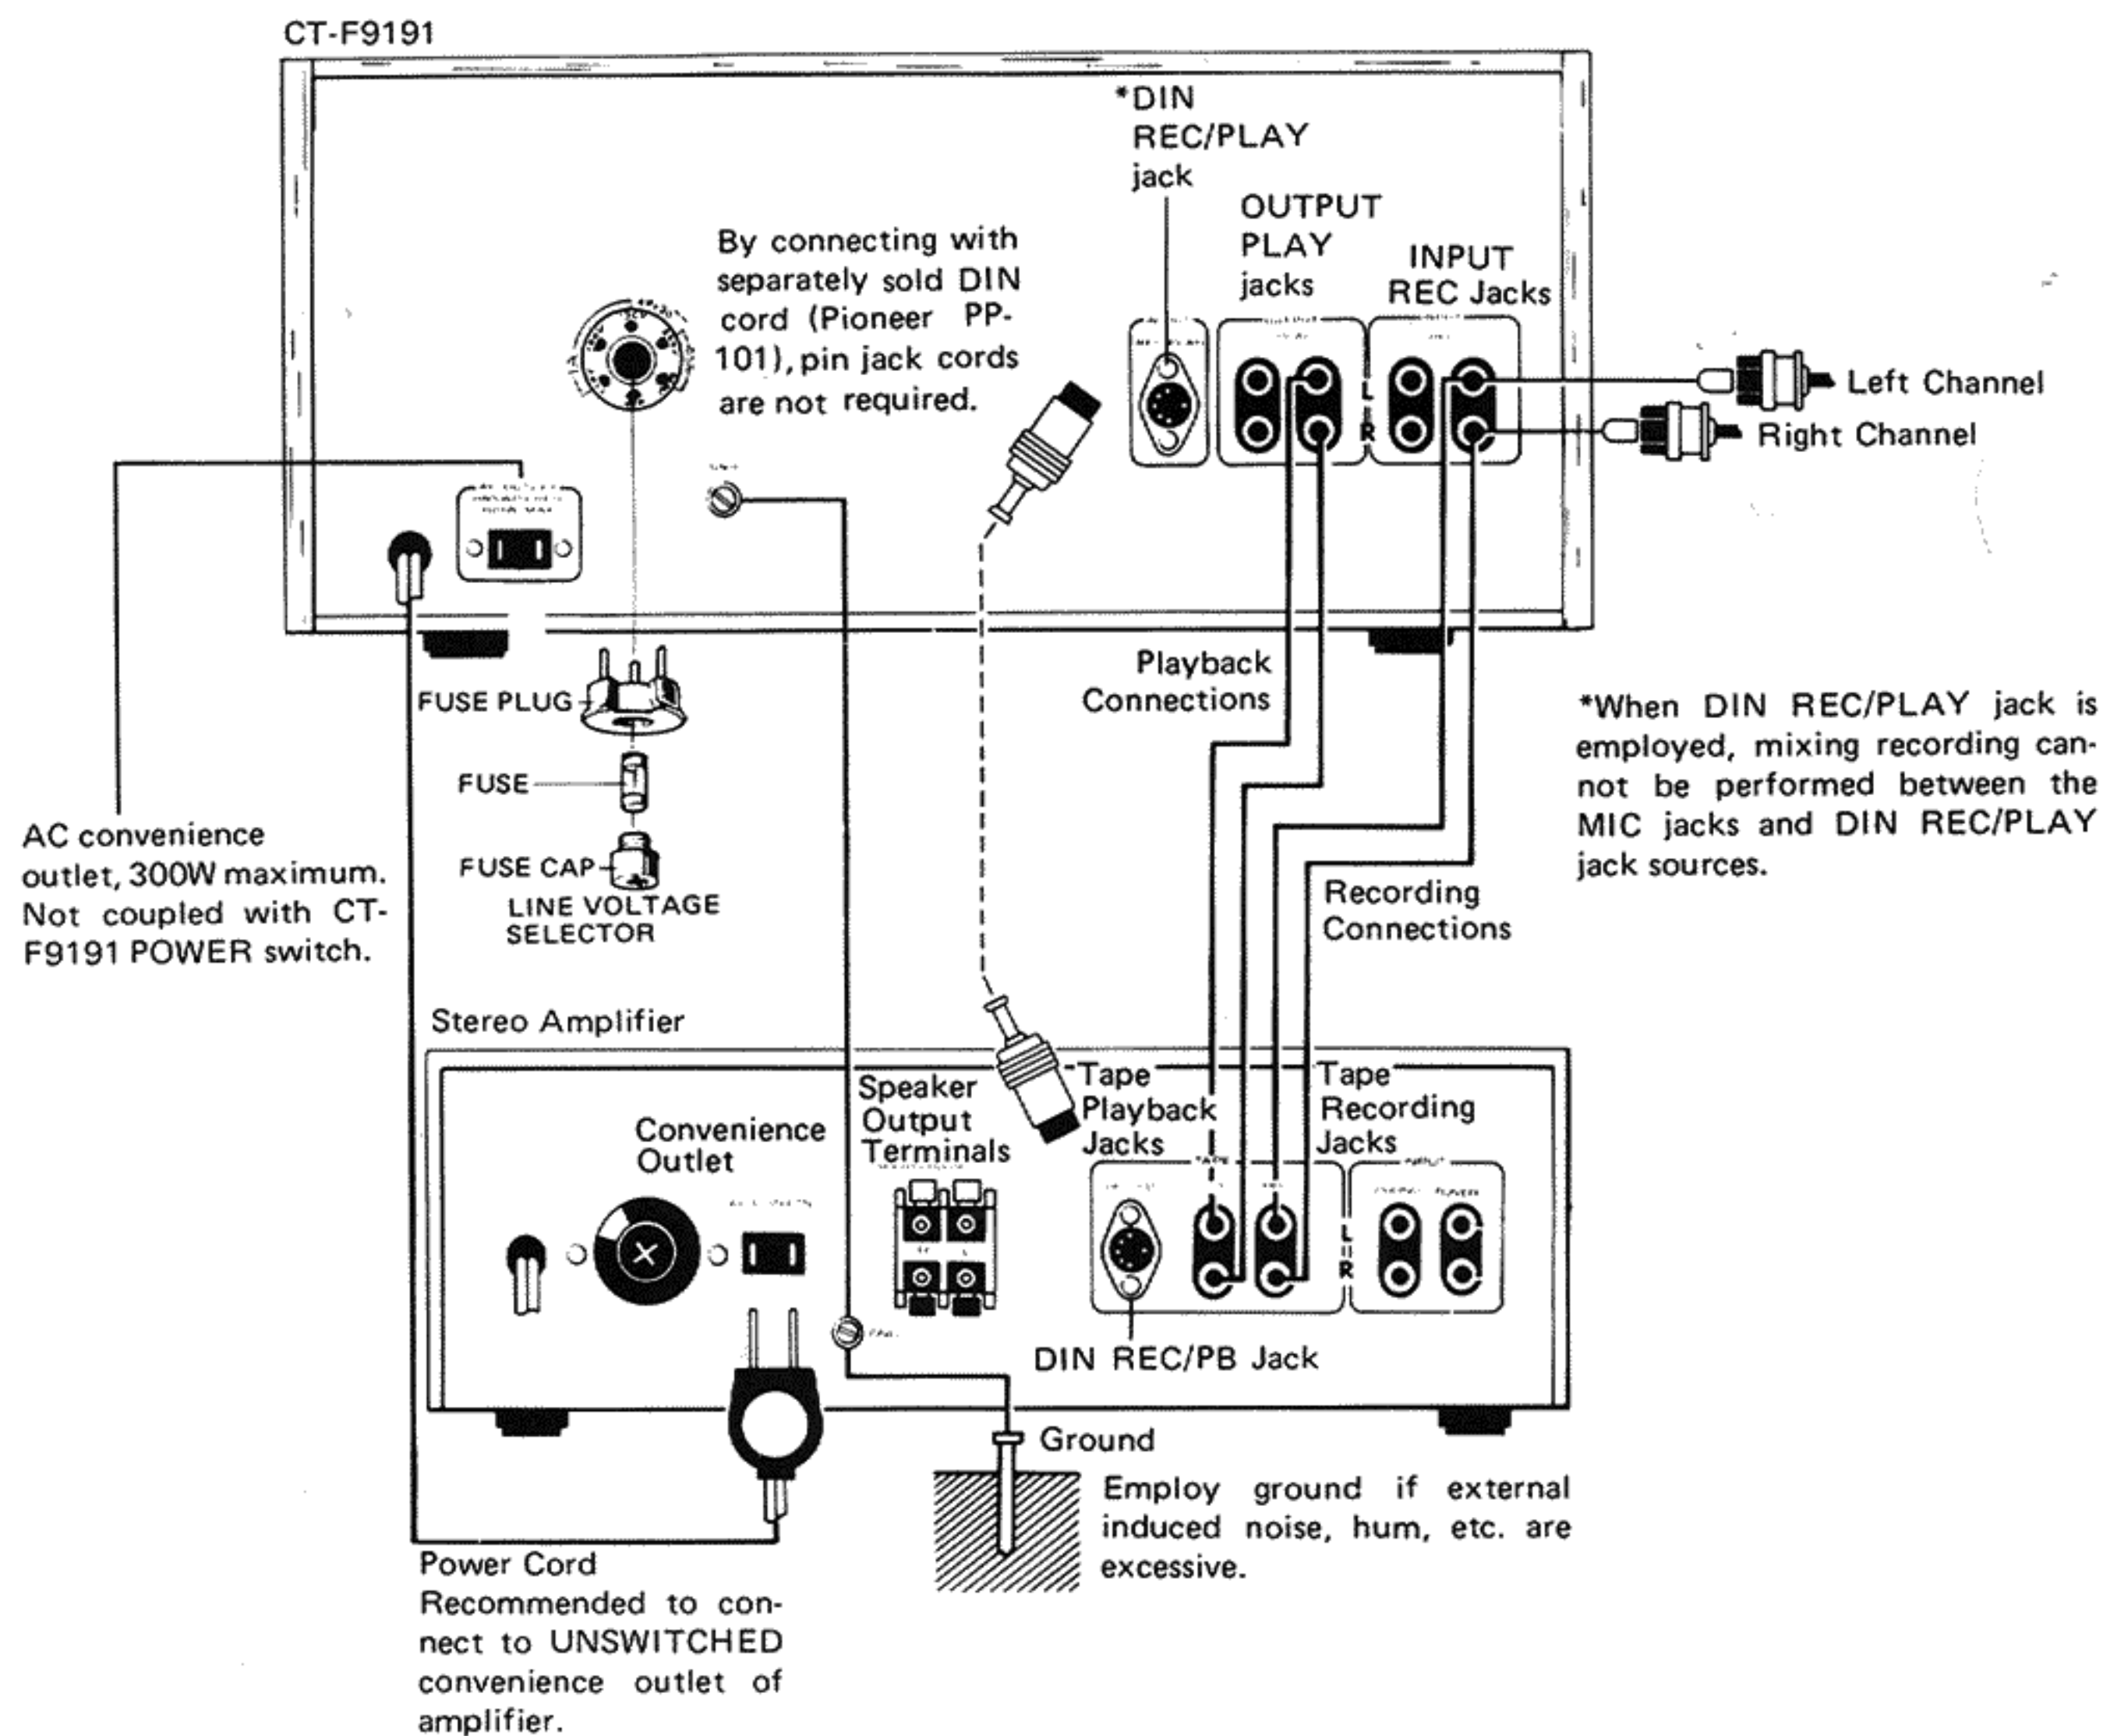 CT-F9191
*DIN
REC/PLAY
jack
OUTPUT
PLAY
jacks
INPUT
REC Jacks
By connecting with
separately sold DIN
cord (Pioneer PP-
101), pin jack cords
are not required.
L
R
Left Channel
Right Channel
FUSE PLUG
FUSE
FUSE CAP
LINE VOLTAGE
SELECTOR
AC convenience
outlet, 300W maximum.
Not coupled with CT-
F9191 POWER switch.
Playback
Connections
*When DIN REC/PLAY jack is
employed, mixing recording can-
not be performed between the
MIC jacks and DIN REC/PLAY
jack sources.
Recording
Connections
Stereo Amplifier
Convenience
Outlet
Speaker
Output
Terminals
Tape
Playback
Jacks
Tape
Recording
Jacks
TAPE
INPUT
L
R
DIN REC/PB Jack
Ground
Employ ground if external
induced noise, hum, etc. are
excessive.
Power Cord
Recommended to con-
nect to UNSWITCHED
convenience outlet of
amplifier.